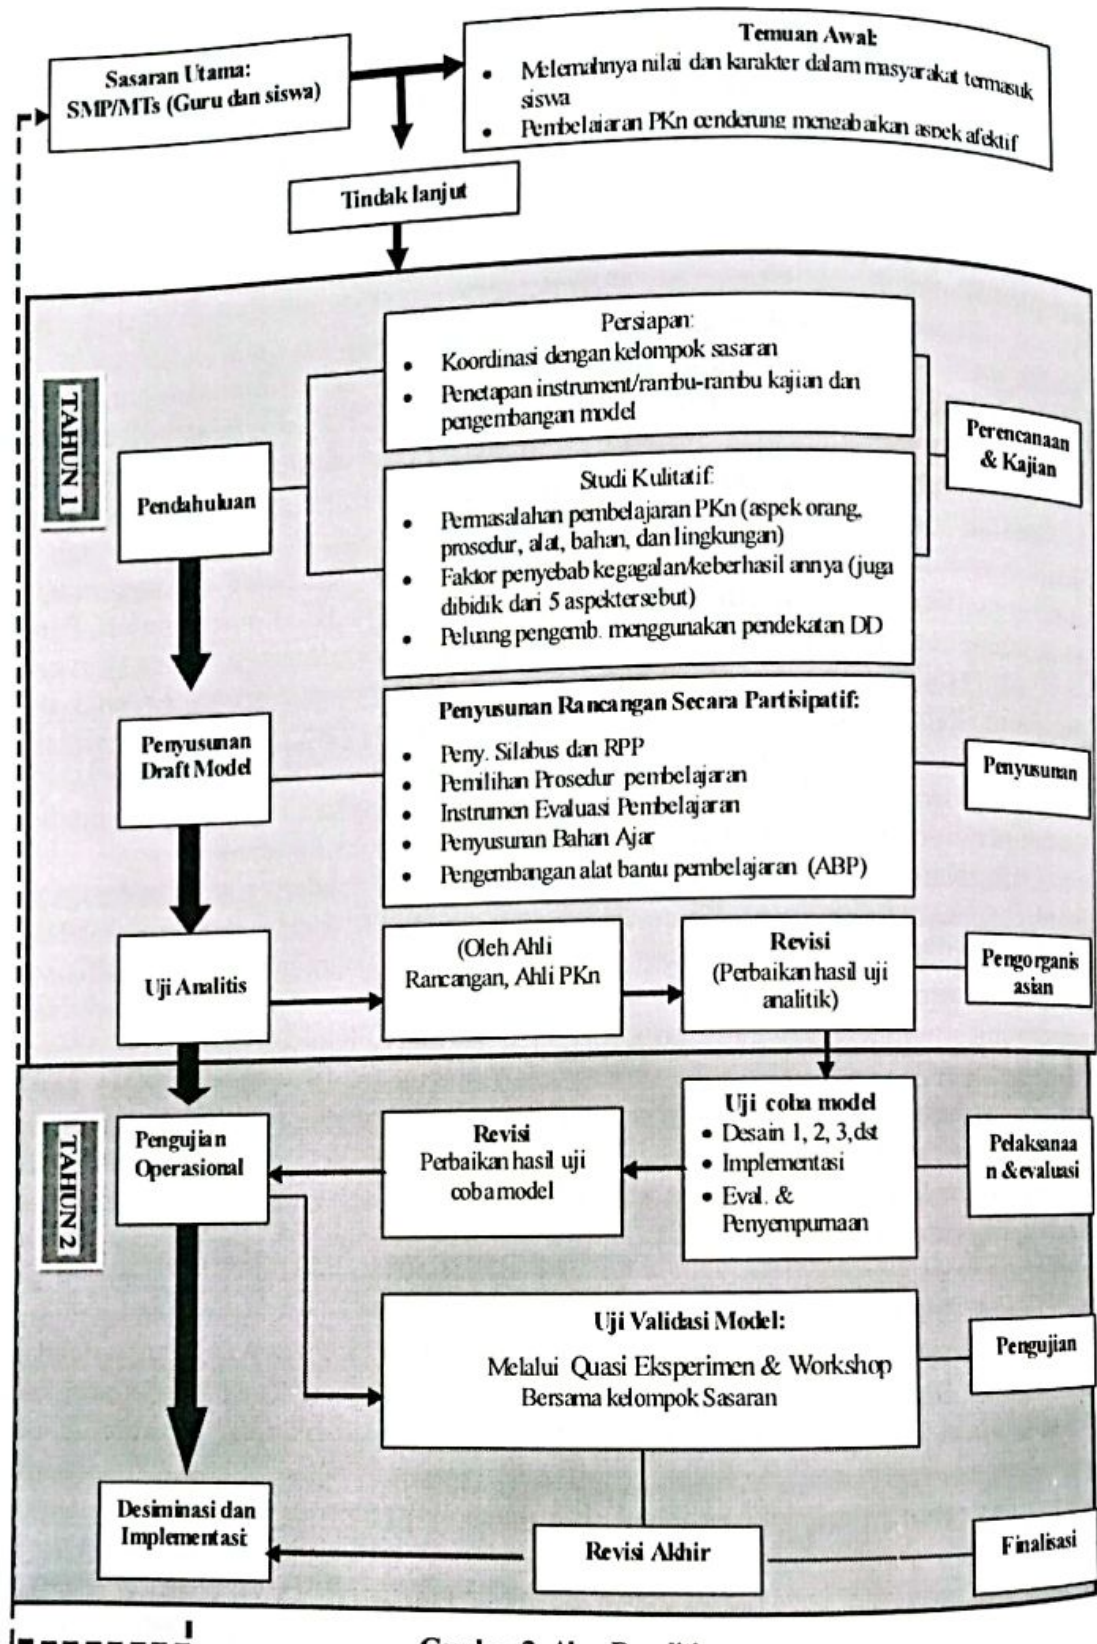 Sasaran Utama:
SMP/MTs (Guru dan siswa)
Temuan Awal:
• Melemahnya nilai dan karakter dalam masyarakat termasuk
siswa
• Pembelajaran PKn cenderung mengabaikan aspek afektif
Tindak lanjut
TAHUN 1
Pendahuluan
Persiapan:
• Koordinasi dengan kelompok sasaran
• Penetapan instrument/rambu-rambu kajian dan
pengembangan model
Perencanaan
& Kajian
Studi Kulitatif:
• Permasalahan pembelajaran PKn (aspek orang,
prosedur, alat, bahan, dan lingkungan)
• Faktor penyebab kegagalan/keberhasil annya (juga
dibidik dari 5 aspektersebut)
• Peluang pengemb. menggunakan pendekatan DD
Penyusunan
Draft Model
Penyusunan Rancangan Secara Partisipatif:
• Peny. Silabus dan RPP
• Pemilihan Prosedur pembelajaran
• Instrumen Evaluasi Pembelajaran
• Penyusunan Bahan Ajar
• Pengembangan alat bantu pembelajaran (ABP)
Penyusunan
Uji Analitis
(Oleh Ahli
Rancangan, Ahli PKn
Revisi
(Perbaikan hasil uji
analitik)
Pengorganis
asian
TAHUN 2
Pengujian
Operasional
Revisi
Perbaikan hasil uji
coba model
Uji coba model
• Desain 1, 2, 3,dst
• Implementasi
• Eval. &
Penyempurnaan
Pelaksanaa
n & evaluasi
Uji Validasi Model:
Melalui Quasi Eksperimen & Workshop
Bersama kelompok Sasaran
Pengujian
Desiminasi dan
Implementasi:
Revisi Akhir
Finalisasi